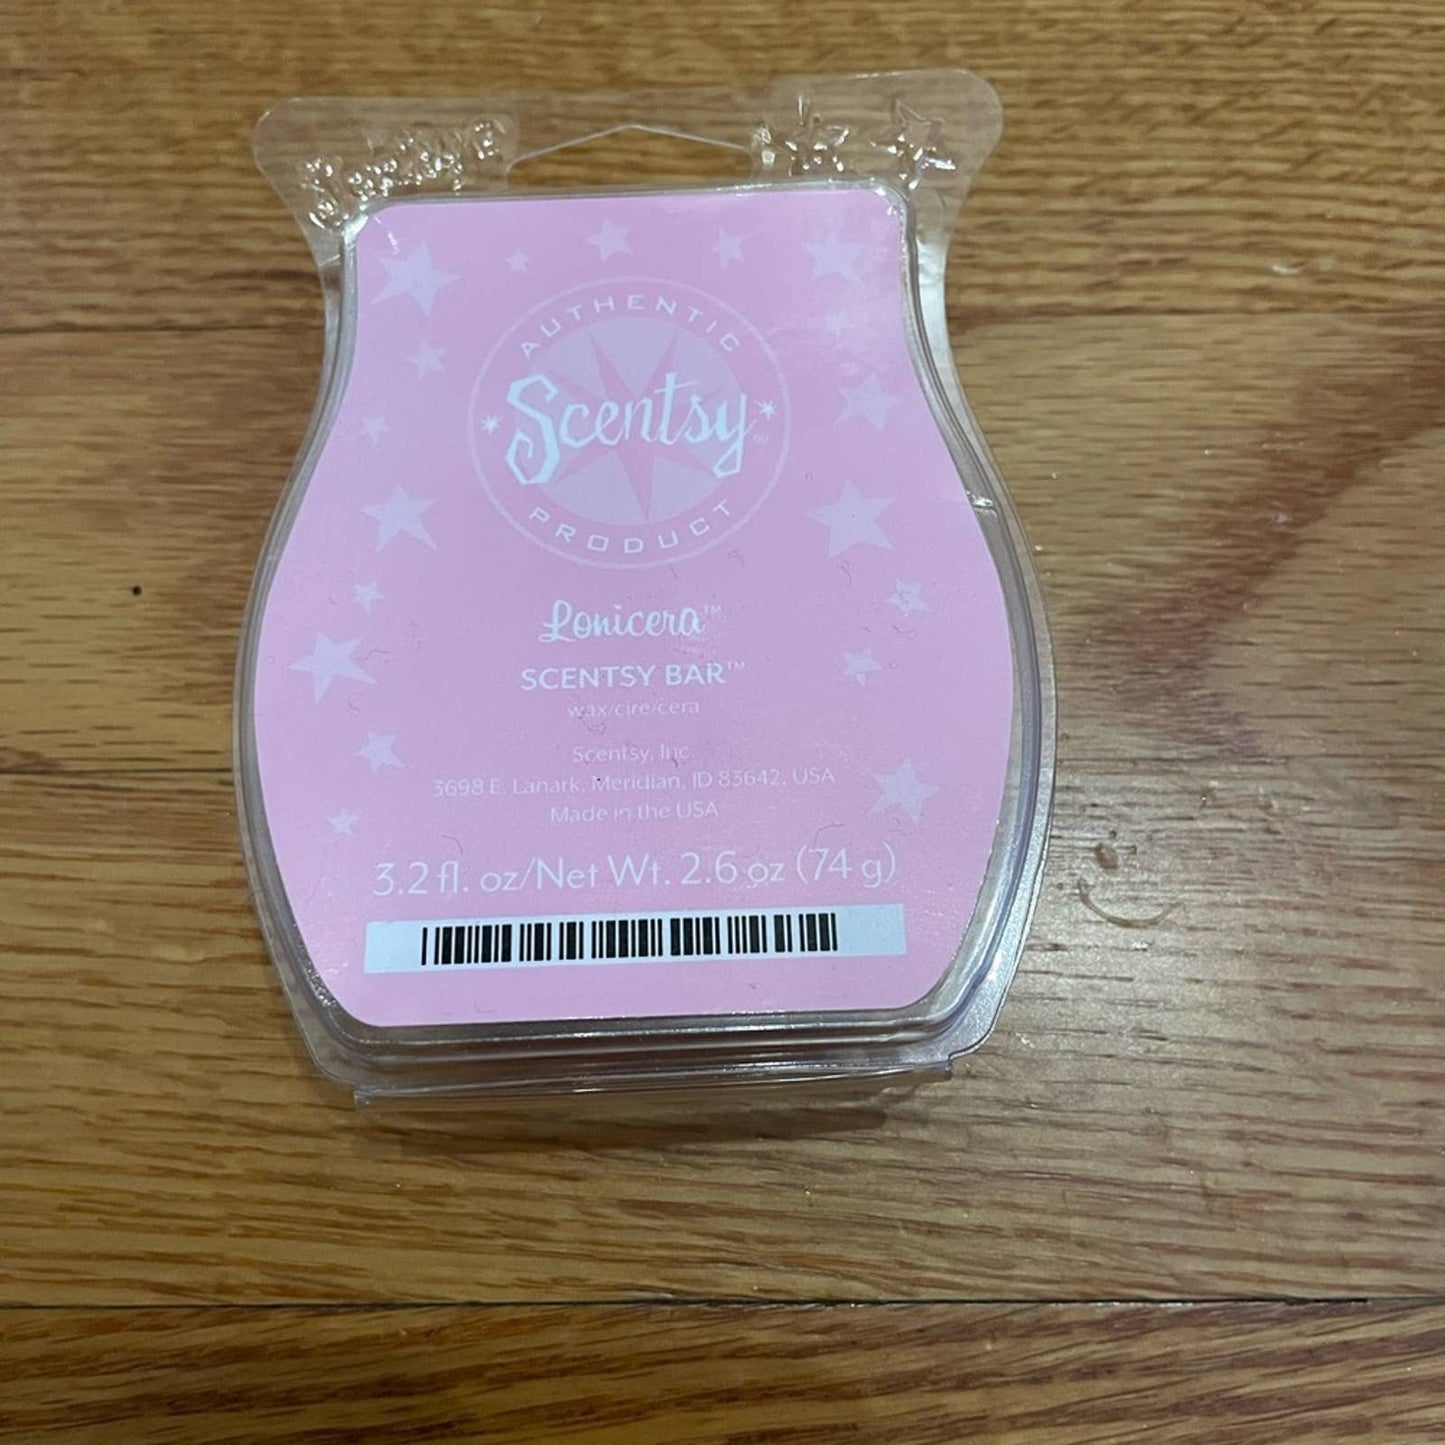 AUTHENTIC
Scentsy®
PRODUCT
Lonicera™
SCENTSY BAR™
wax/cire/cera
Scentsy, Inc.
3698 E. Lanark, Meridian, ID 83642, USA
Made in the USA
3.2 fl. oz/Net Wt. 2.6 oz (74 g)